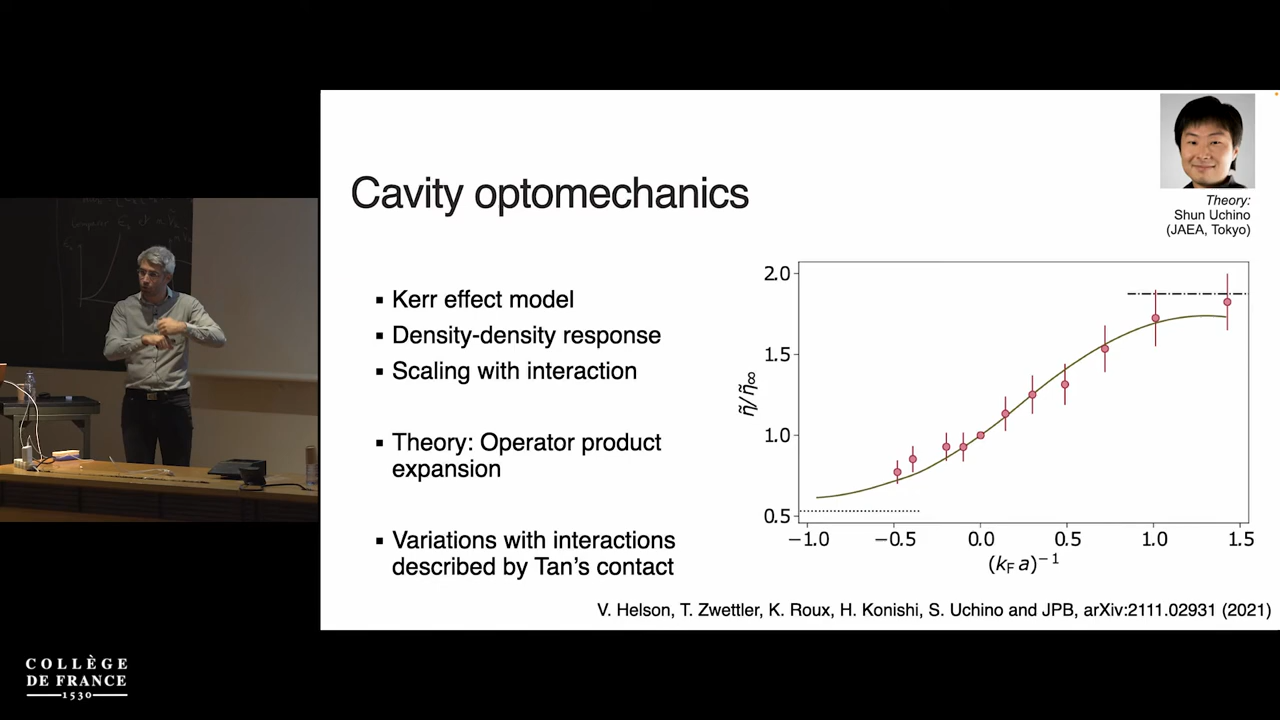 Cavity optomechanics
Theory:
Shun Uchino
(JAEA, Tokyo)
▪ Kerr effect model
▪ Density-density response
▪ Scaling with interaction
▪ Theory: Operator product
expansion
▪ Variations with interactions
described by Tan's contact
2.0
1.5
1.0
0.5
η̃/η̃∞
−1.0 −0.5 0.0 0.5 1.0 1.5
(kF a)⁻¹
V. Helson, T. Zwettler, K. Roux, H. Konishi, S. Uchino and JPB, arXiv:2111.02931 (2021)
COLLÈGE
DE FRANCE
1530